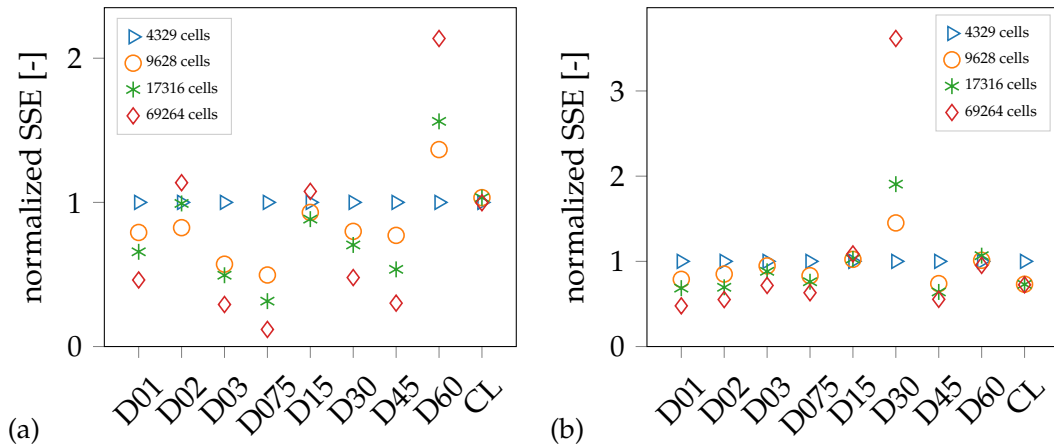 normalized SSE [-]
2
1
0
4329 cells
9628 cells
17316 cells
69264 cells
D01
D02
D03
D075
D15
D30
D45
D60
CL
(a)
normalized SSE [-]
3
2
1
0
4329 cells
9628 cells
17316 cells
69264 cells
D01
D02
D03
D075
D15
D30
D45
D60
CL
(b)